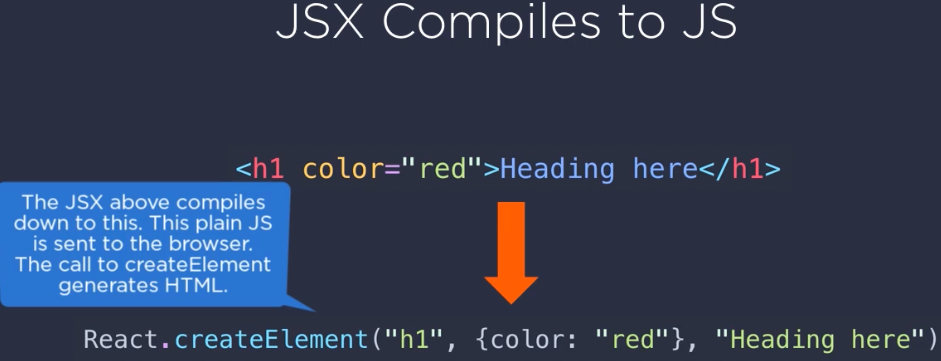 JSX Compiles to JS
<h1 color="red">Heading here</h1>
The JSX above compiles
down to this. This plain JS
is sent to the browser.
The call to createElement
generates HTML.
React.createElement("h1", {color: "red"}, "Heading here")